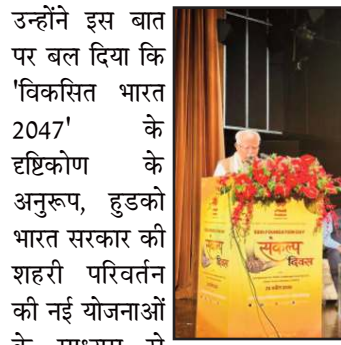 उन्होंने इस बात
पर बल दिया कि
'विकसित भारत
2047' के
दृष्टिकोण के
अनुरूप, हुडको
भारत सरकार की
शहरी परिवर्तन
की नई योजनाओं
के माध्यम से
संकल्प
दिवस